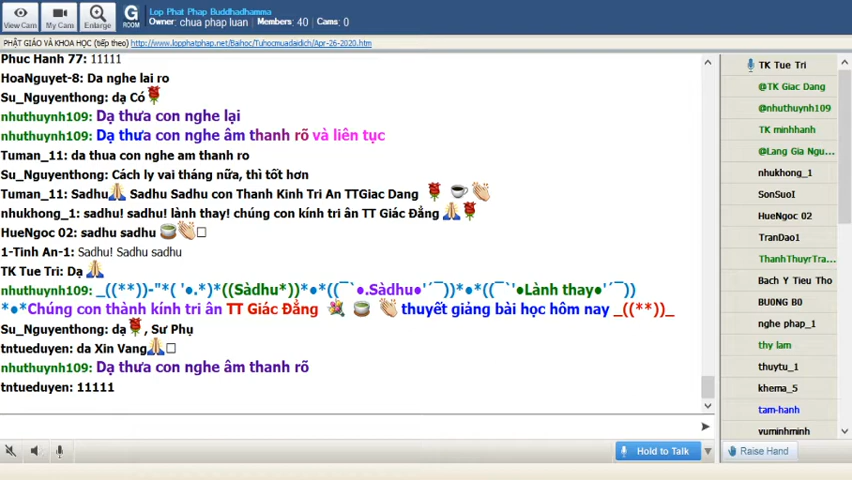 Lop Phat Phap Buddhadhamma
Owner: chua phap luan Members: 40 Cams: 0
View Cam
My Cam
Enlarge
G
ROOM
PHẬT GIÁO VÀ KHOA HỌC (tiếp theo) http://www.lopphatphap.net/Baihoc/Tuhocmuadaidich/Apr-26-2020.htm
Phuc Hanh 77: 11111
HoaNguyet-8: Da nghe lai ro
Su_Nguyenthong: dạ Có🌹
nhuthuynh109: Dạ thưa con nghe lại
nhuthuynh109: Dạ thưa con nghe âm thanh rõ và liên tục
Tuman_11: da thua con nghe am thanh ro
Su_Nguyenthong: Cách ly vai tháng nữa, thì tốt hơn
Tuman_11: Sadhu🙏 Sadhu Sadhu con Thanh Kinh Tri An TTGiac Dang 🌹 ☕👏
nhukhong_1: sadhu! sadhu! lành thay! chúng con kính tri ân TT Giác Đẳng 🙏🌹
HueNgoc 02: sadhu sadhu 🍵👏□
1-Tinh An-1: Sadhu! Sadhu sadhu
TK Tue Tri: Dạ 🙏
nhuthuynh109: _((**))-"*( '●.*)*((Sàdhu*))*●*((¯`●.Sàdhu●'´¯))*●*((¯`'●Lành thay●'´¯))
*●*Chúng con thành kính tri ân TT Giác Đẳng 💐 🍵 👏 thuyết giảng bài học hôm nay _((**))_
Su_Nguyenthong: dạ🌹, Sư Phụ
tntueduyen: da Xin Vang🙏□
nhuthuynh109: Dạ thưa con nghe âm thanh rõ
tntueduyen: 11111
TK Tue Tri
@TK Giac Dang
@nhuthuynh109
TK minhhanh
@Lang Gia Ngu...
nhukhong_1
SonSuoI
HueNgoc 02
TranDao1
ThanhThuyrTra...
Bach Y Tieu Tho
BU0NG B0
nghe phap_1
thy lam
thuytu_1
khema_5
tam-hanh
vuminhminh
Hold to Talk
Raise Hand